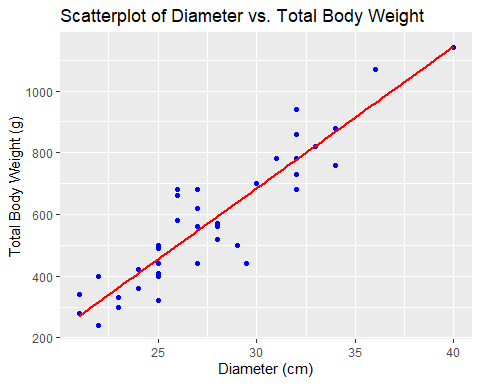 Scatterplot of Diameter vs. Total Body Weight
Total Body Weight (g)
1000
800
600
400
200
25 30 35 40
Diameter (cm)